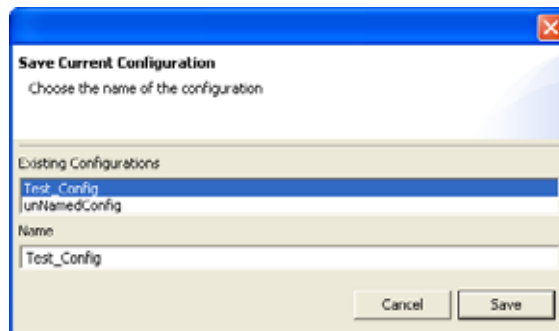 Save Current Configuration
Choose the name of the configuration
Existing Configurations
Test_Config
unNamedConfig
Name
Test_Config
Cancel
Save